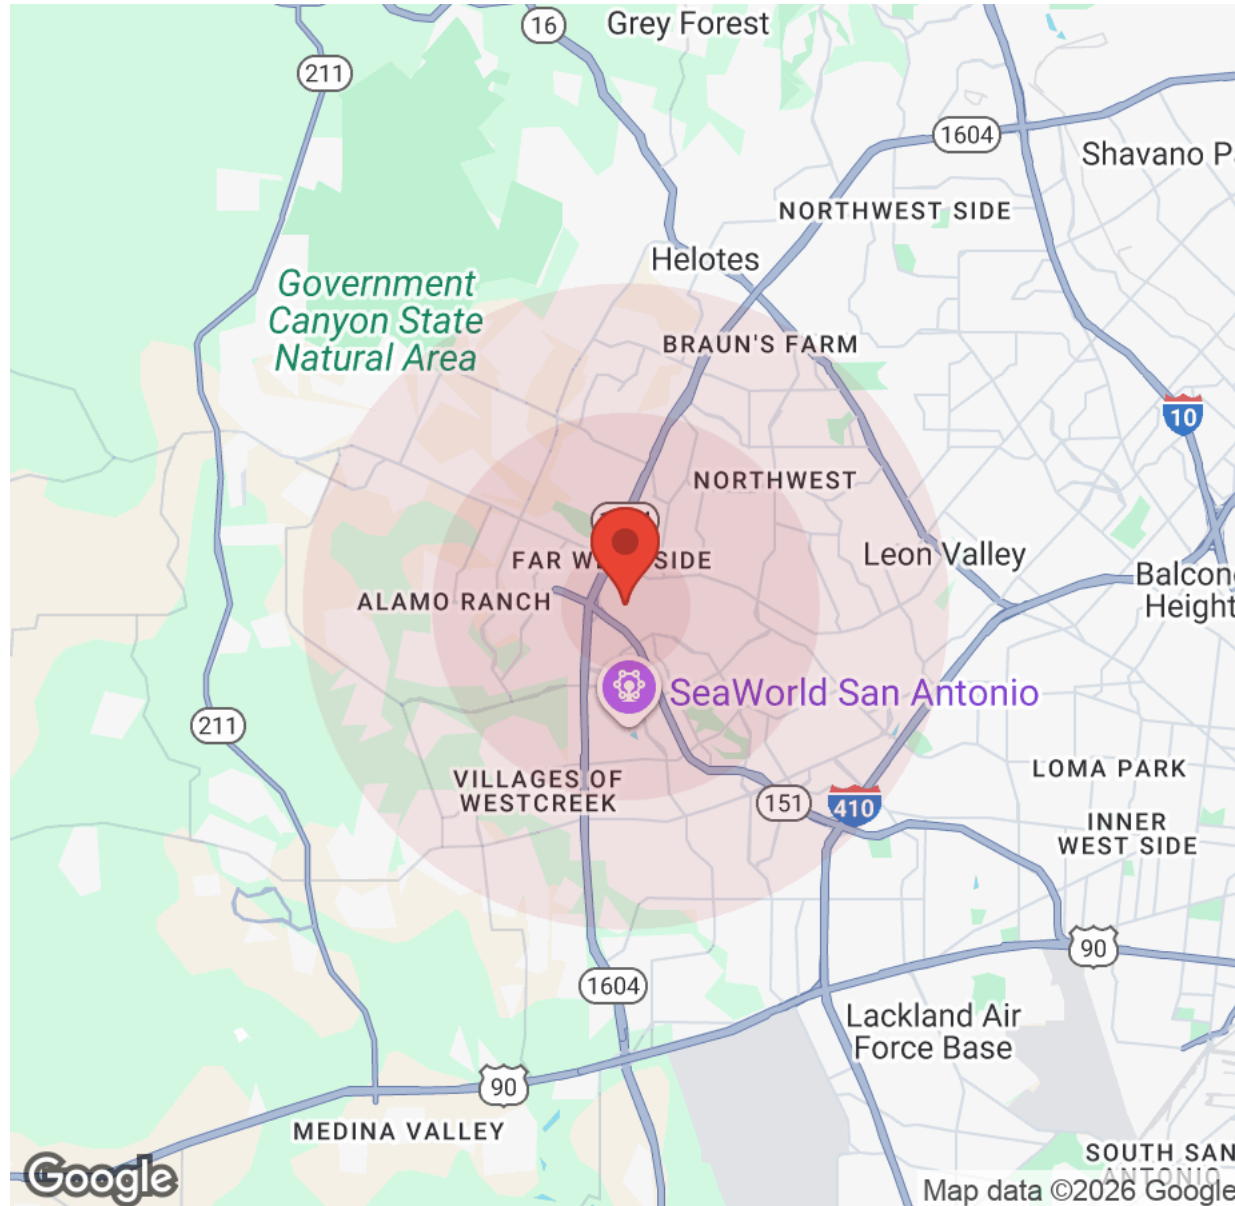 16
Grey Forest
211
1604
Shavano
NORTHWEST SIDE
Helotes
Government
Canyon State
Natural Area
BRAUN'S FARM
10
NORTHWEST
FAR SIDE
Leon Valley
ALAMO RANCH
SeaWorld San Antonio
211
VILLAGES OF
WESTCREEK
151
410
LOMA PARK
INNER
WEST SIDE
90
1604
Lackland Air
Force Base
90
MEDINA VALLEY
SOUTH SAN
ANTONIO
Google
Map data ©2026 Google